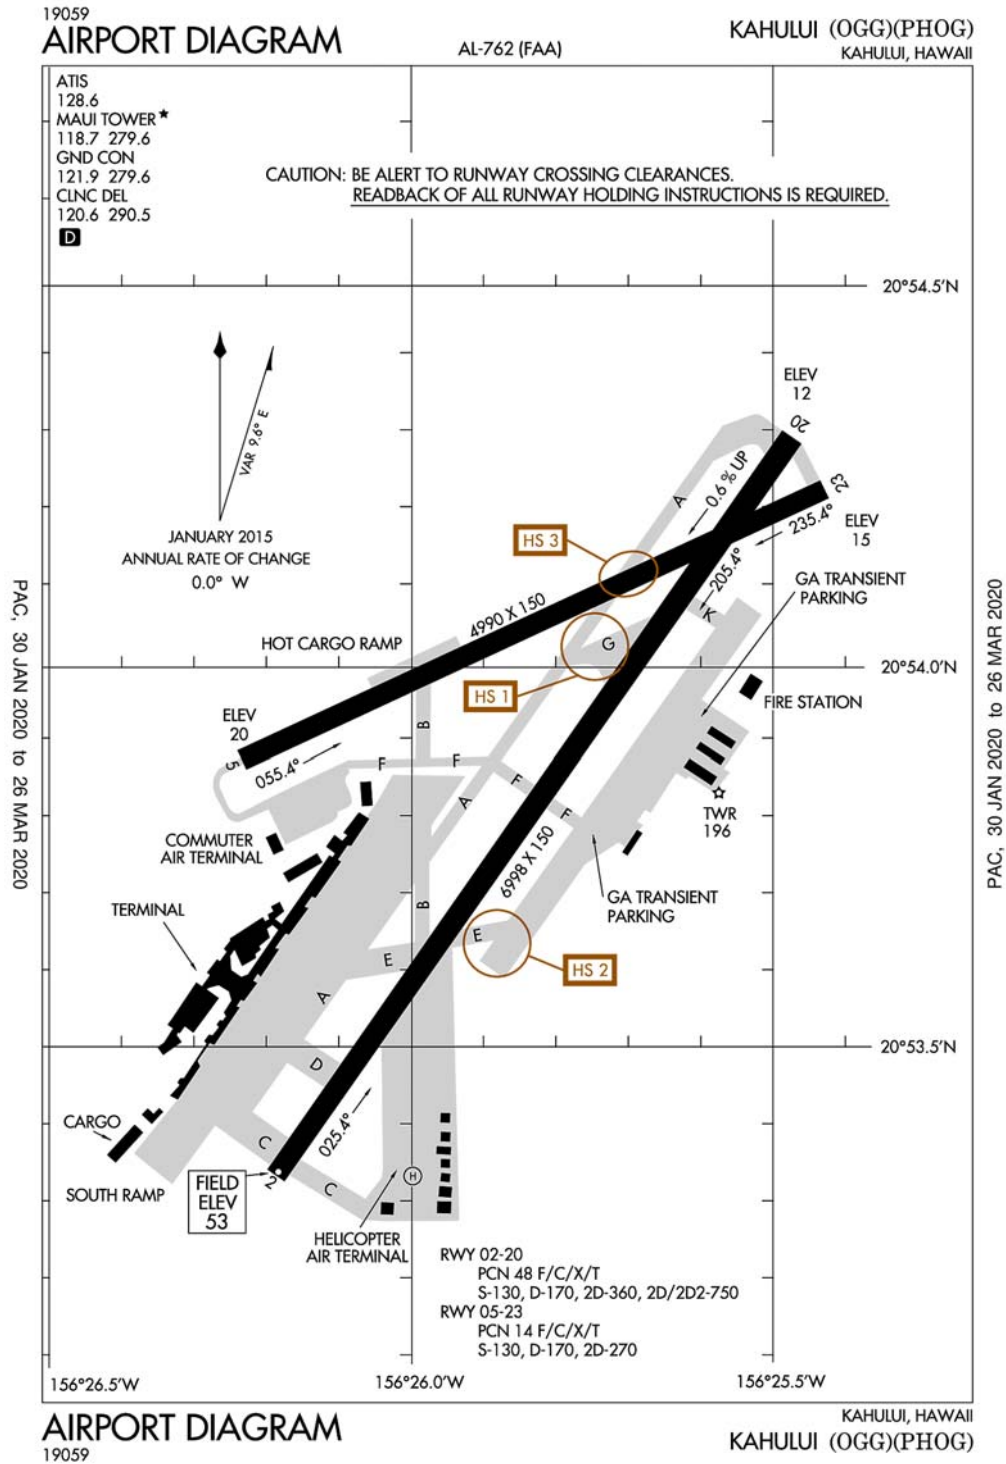 19059
AIRPORT DIAGRAM
AL-762 (FAA)
KAHULUI (OGG)(PHOG)
KAHULUI, HAWAII
ATIS
128.6
MAUI TOWER★
118.7 279.6
GND CON
121.9 279.6
CLNC DEL
120.6 290.5
D
CAUTION: BE ALERT TO RUNWAY CROSSING CLEARANCES.
READBACK OF ALL RUNWAY HOLDING INSTRUCTIONS IS REQUIRED.
20°54.5'N
VAR 9.6° E
JANUARY 2015
ANNUAL RATE OF CHANGE
0.0° W
ELEV
12
20
0.6% UP
A
23
235.4°
ELEV
15
HS 3
205.4°
GA TRANSIENT
PARKING
K
4990 X 150
HOT CARGO RAMP
G
20°54.0'N
HS 1
FIRE STATION
ELEV
20
B
5
055.4°
F
F
F
F
A
TWR
196
COMMUTER
AIR TERMINAL
6998 X 150
GA TRANSIENT
PARKING
TERMINAL
B
E
E
HS 2
A
20°53.5'N
D
025.4°
CARGO
C
C
2
H
SOUTH RAMP
FIELD
ELEV
53
HELICOPTER
AIR TERMINAL
RWY 02-20
PCN 48 F/C/X/T
S-130, D-170, 2D-360, 2D/2D2-750
RWY 05-23
PCN 14 F/C/X/T
S-130, D-170, 2D-270
156°26.5'W
156°26.0'W
156°25.5'W
PAC, 30 JAN 2020 to 26 MAR 2020
PAC, 30 JAN 2020 to 26 MAR 2020
AIRPORT DIAGRAM
19059
KAHULUI, HAWAII
KAHULUI (OGG)(PHOG)